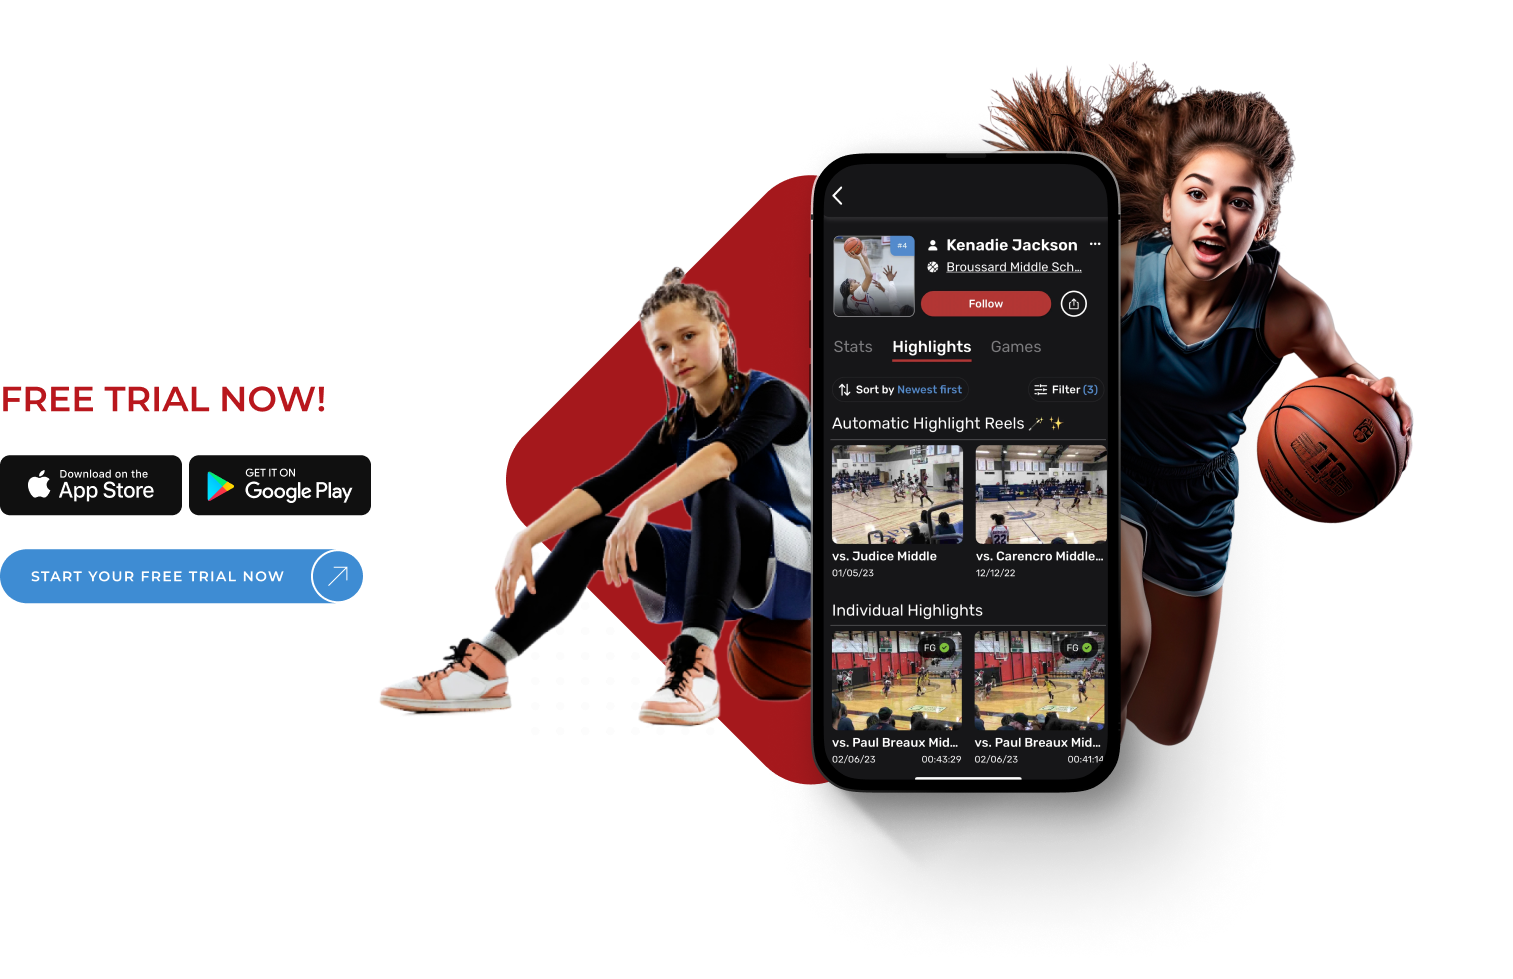 FREE TRIAL NOW!
Download on the
App Store
GET IT ON
Google Play
START YOUR FREE TRIAL NOW
#4
Kenadie Jackson
Broussard Middle Sch...
Follow
Stats Highlights Games
Sort by Newest first Filter (3)
Automatic Highlight Reels
vs. Judice Middle vs. Carencro Middle...
01/05/23 12/12/22
Individual Highlights
FG FG
vs. Paul Breaux Mid... vs. Paul Breaux Mid...
02/06/23 00:43:29 02/06/23 00:41:14